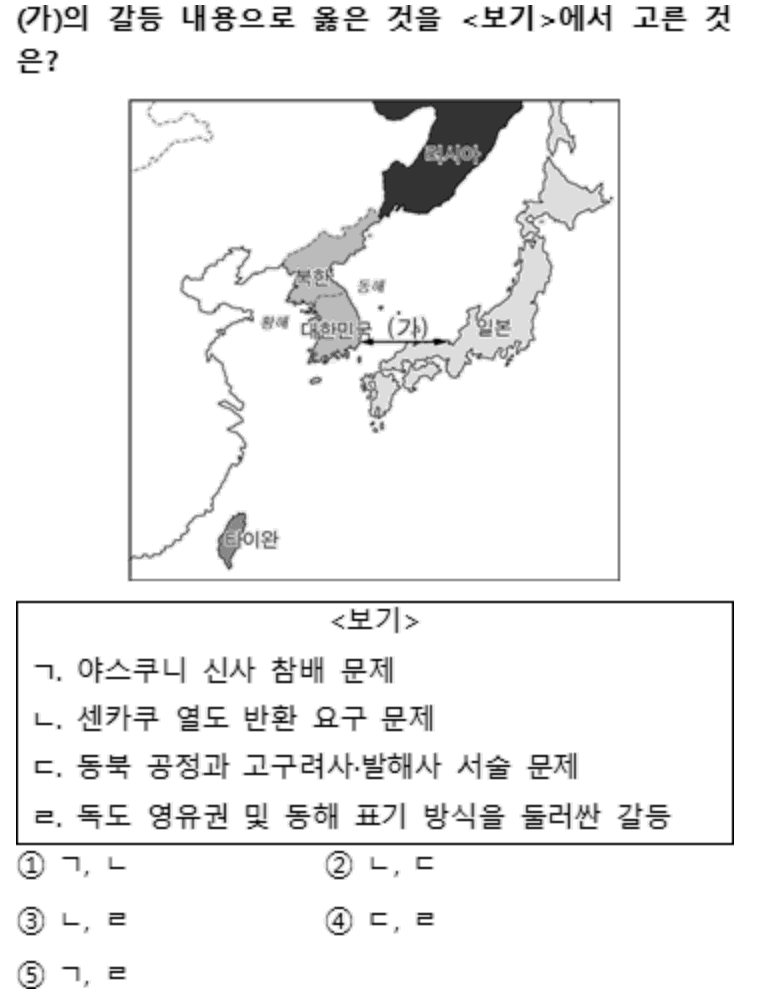 (가)의 갈등 내용으로 옳은 것을 <보기>에서 고른 것
은?
러시아
북한
동해
황해
대한민국
(가)
일본
타이완
<보기>
ㄱ. 야스쿠니 신사 참배 문제
ㄴ. 센카쿠 열도 반환 요구 문제
ㄷ. 동북 공정과 고구려사·발해사 서술 문제
ㄹ. 독도 영유권 및 동해 표기 방식을 둘러싼 갈등
① ㄱ, ㄴ ② ㄴ, ㄷ
③ ㄴ, ㄹ ④ ㄷ, ㄹ
⑤ ㄱ, ㄹ